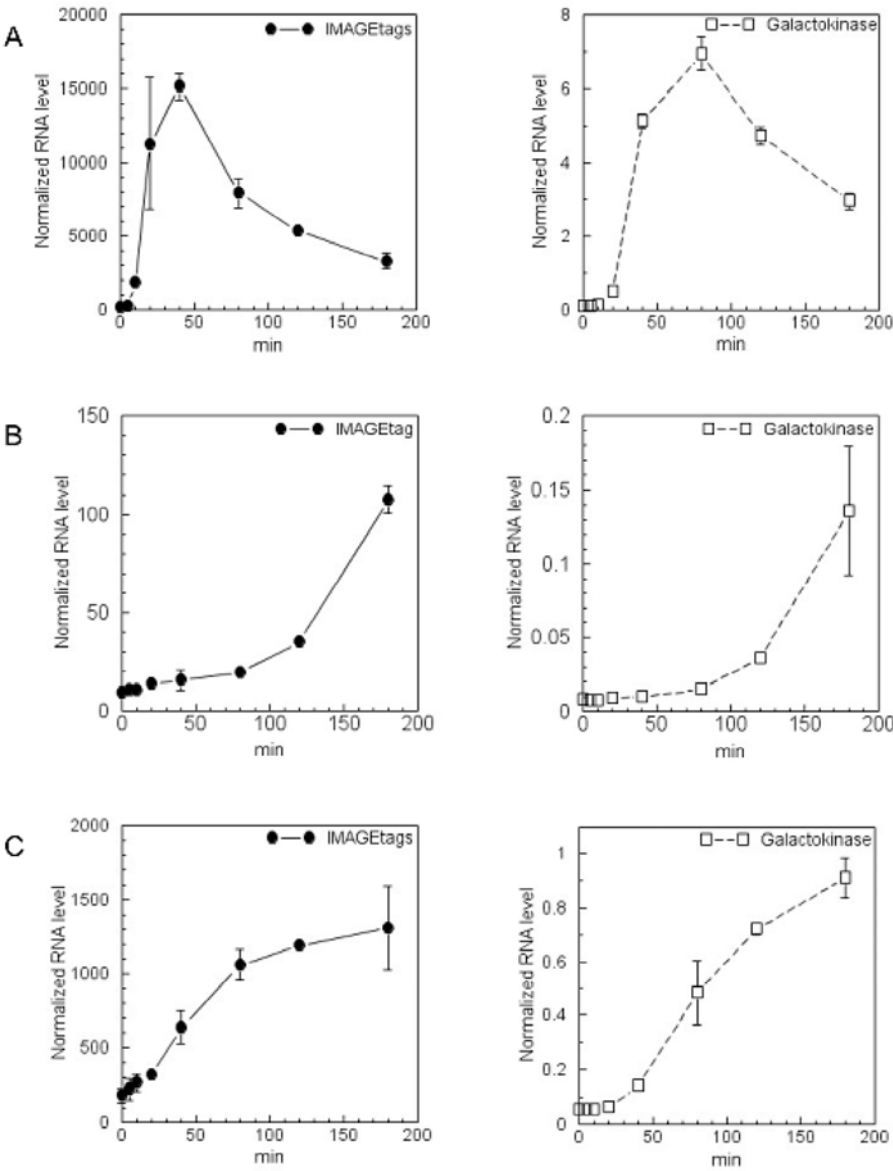 A
Normalized RNA level
20000
15000
10000
5000
0
IMAGEtags
0 50 100 150 200
min
Normalized RNA level
8
6
4
2
0
Galactokinase
0 50 100 150 200
min
B
Normalized RNA level
150
100
50
0
IMAGEtag
0 50 100 150 200
min
Normalized RNA level
0.2
0.15
0.1
0.05
0
Galactokinase
0 50 100 150 200
min
C
Normalized RNA level
2000
1500
1000
500
0
IMAGEtags
0 50 100 150 200
min
Normalized RNA level
1
0.8
0.6
0.4
0.2
0
Galactokinase
0 50 100 150 200
min